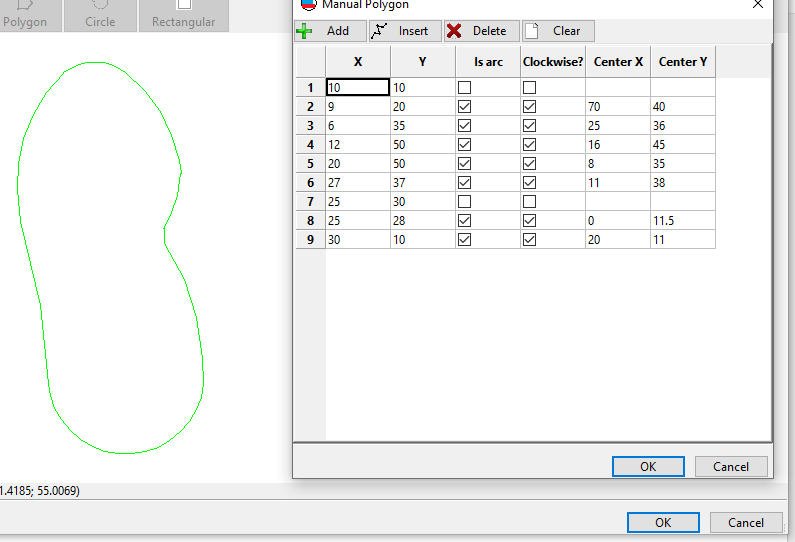 Manual Polygon
Polygon Circle Rectangular
Add Insert Delete Clear
X Y Is arc Clockwise? Center X Center Y
1 10 10
2 9 20 70 40
3 6 35 25 36
4 12 50 16 45
5 20 50 8 35
6 27 37 11 38
7 25 30
8 25 28 0 11.5
9 30 10 20 11
OK Cancel
1.4185; 55.0069)
OK Cancel